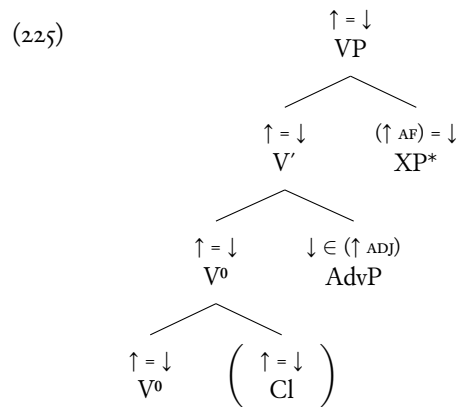 (225)
↑ = ↓
VP
↑ = ↓ (↑ AF) = ↓
V′ XP*
↑ = ↓ ↓ ∈ (↑ ADJ)
V⁰ AdvP
↑ = ↓ ( ↑ = ↓ )
V⁰ Cl